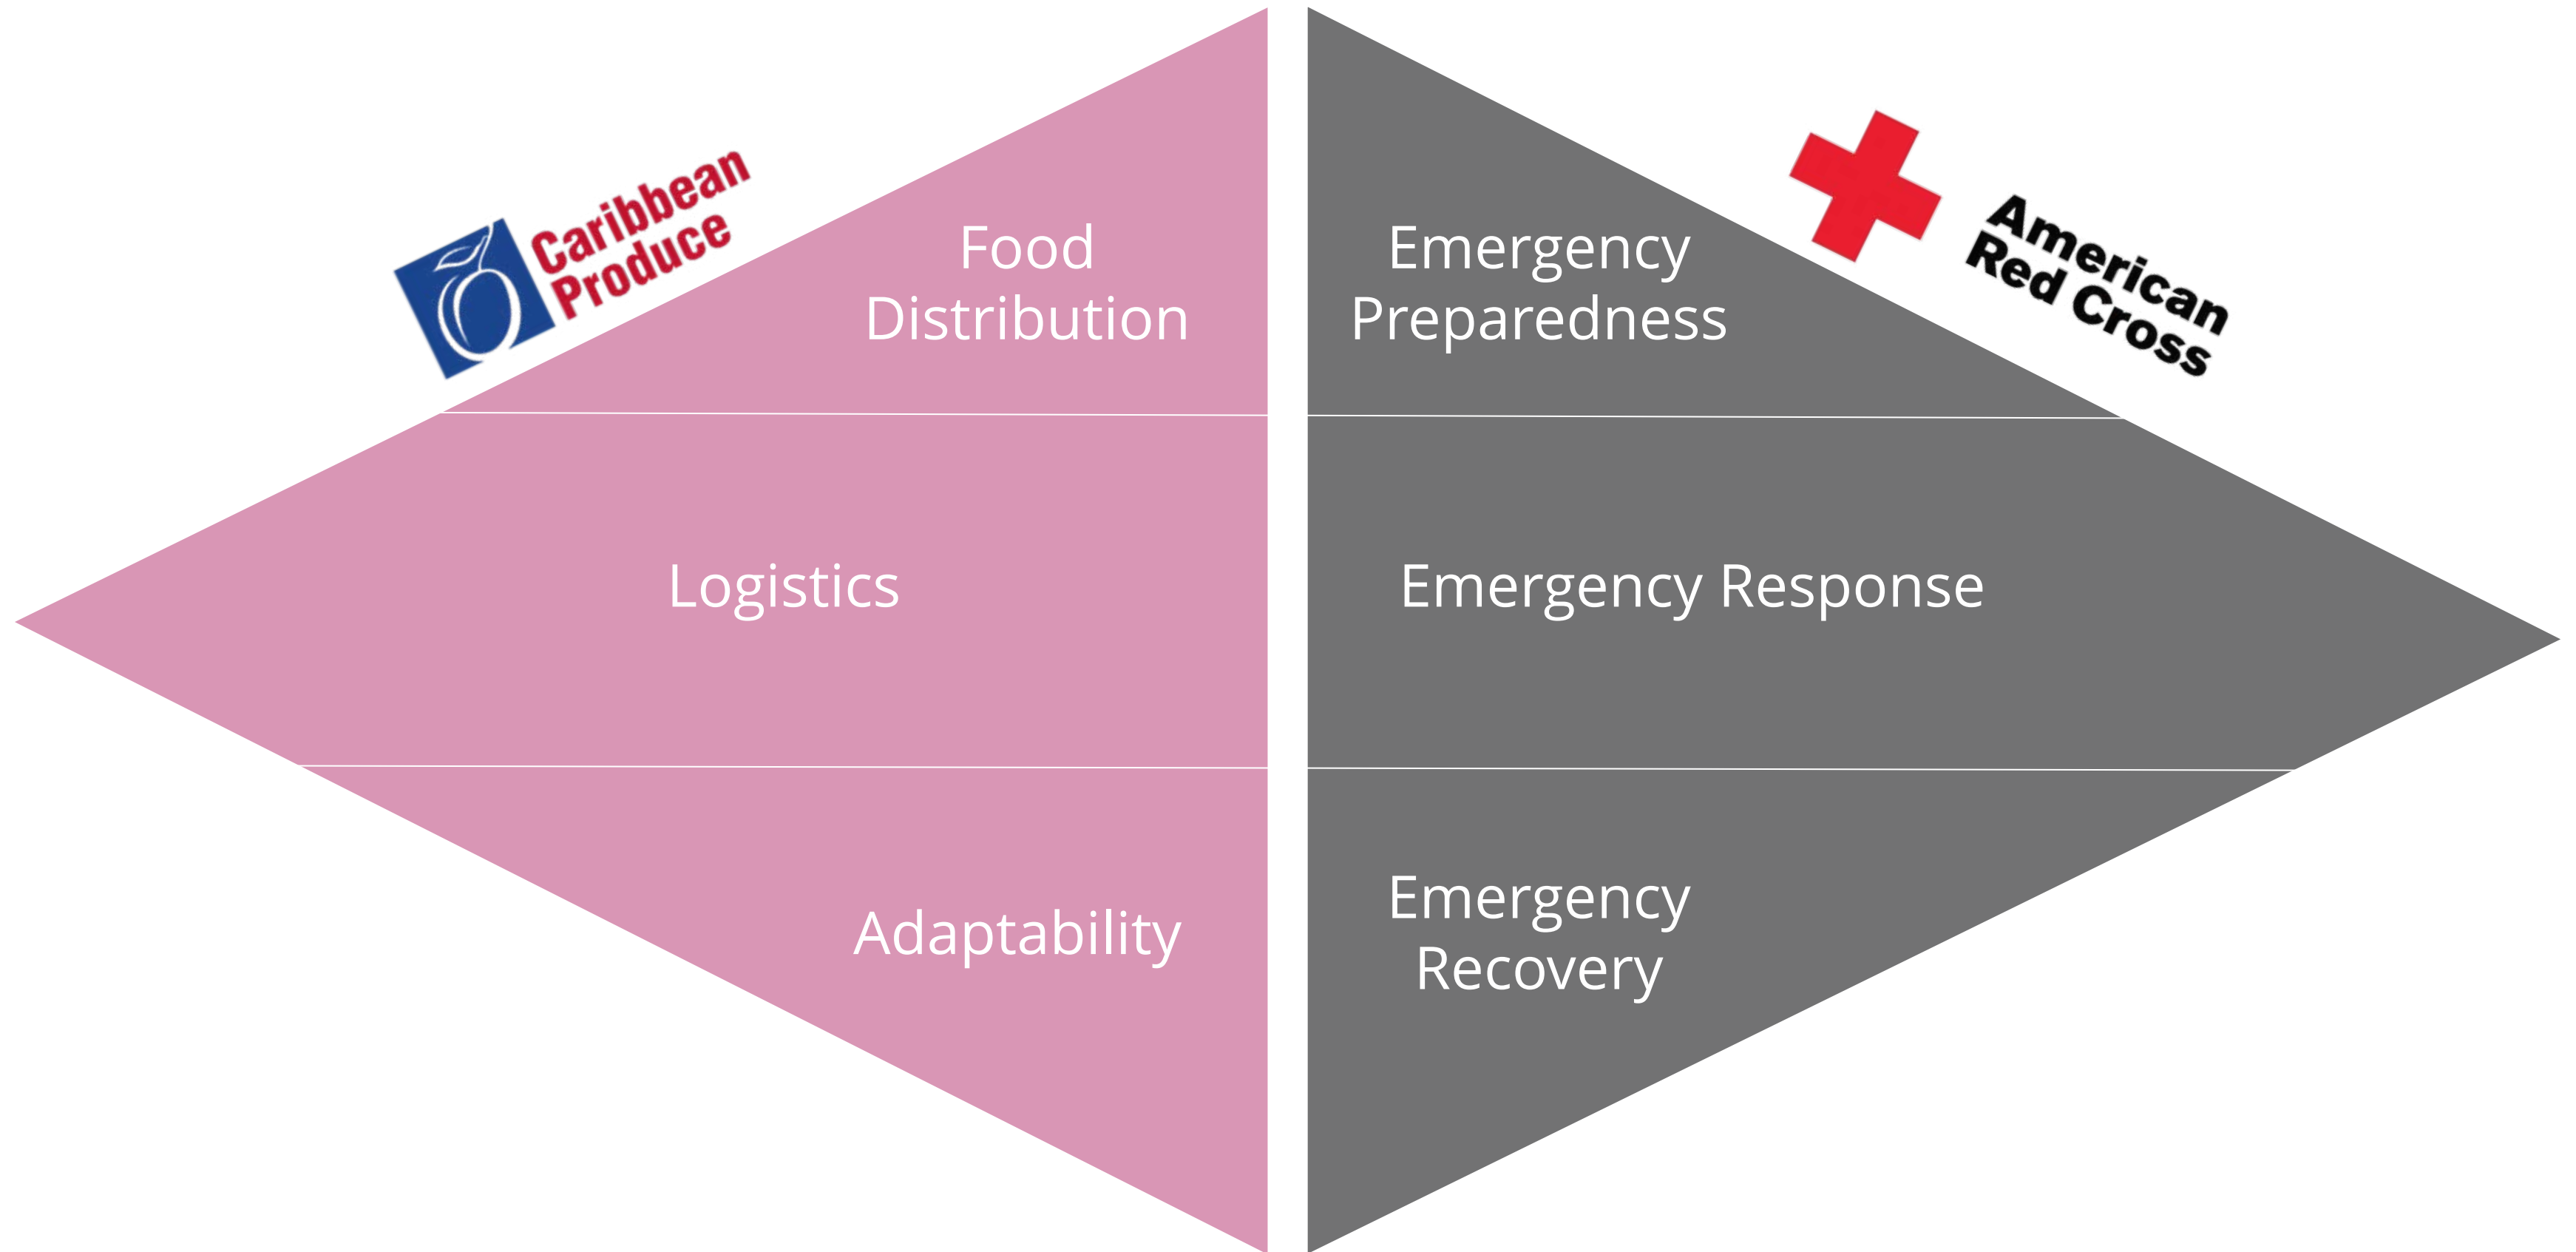 Caribbean
Produce
Food
Distribution
Logistics
Adaptability
American
Red Cross
Emergency
Preparedness
Emergency Response
Emergency
Recovery